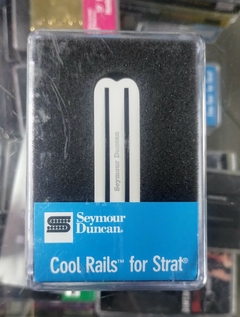 Seymour Duncan
Seymour
Duncan.
Cool Rails™ for Strat®